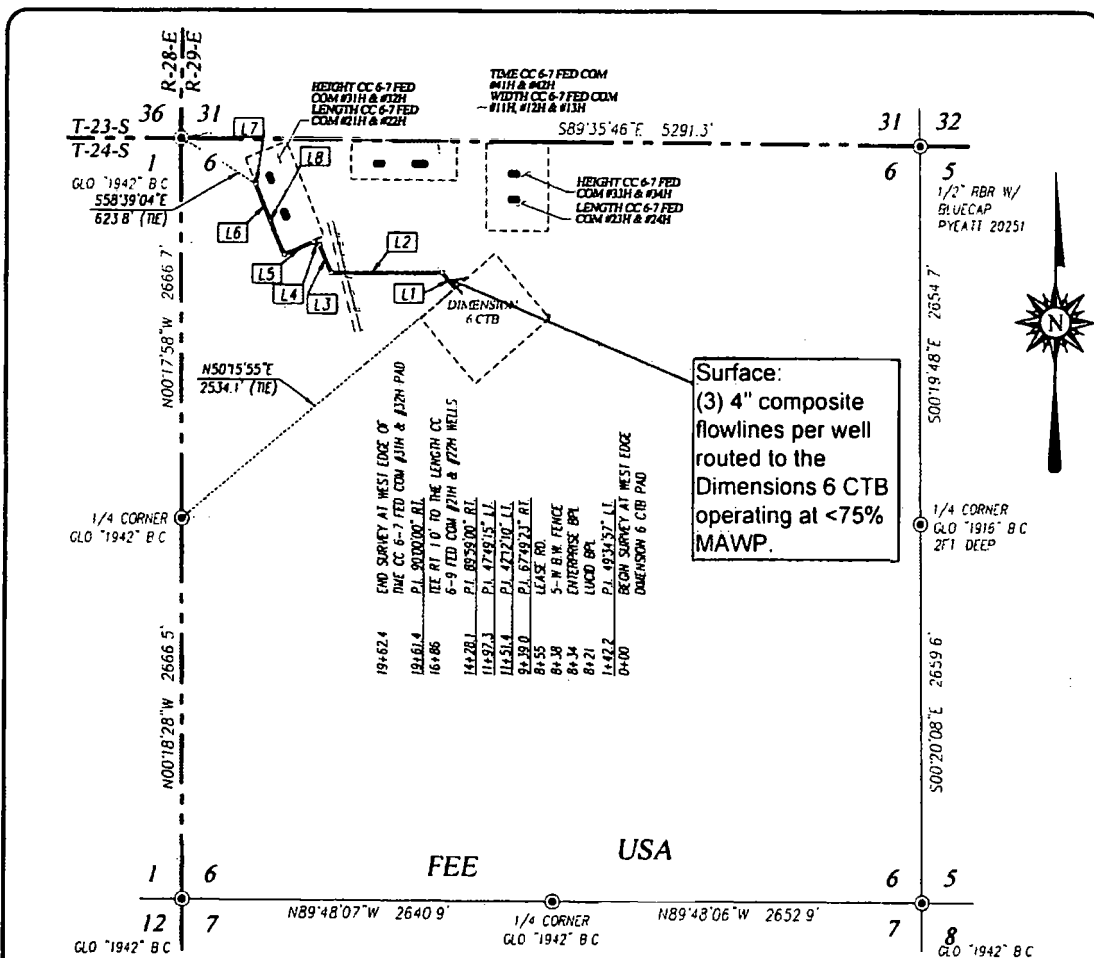 R-28-E
R-29-E
HEIGHT CC 6-7 FED
COM #31H & #32H
LENGTH CC 6-7 FED
COM #21H & #22H
TIME CC 6-7 FED COM
#41H & #42H
WIDTH CC 6-7 FED COM
#11H, #12H & #13H
36 31
T-23-S
T-24-S
L7
S89°35'46"E 5291.3'
31 32
1 6
L8
6 5
GLO "1942" B C
S58°39'04"E
623 8' (TIE)
HEIGHT CC 6-7 FED
COM #33H & #34H
LENGTH CC 6-7 FED
COM #23H & #24H
1/2" RBR W/
BLUECAP
PYEATT 20251
L6
L5
L4
L3
L2
L1
DIMENSION
6 CTB
N
N00°17'58"W 2666 7'
S00°19'48"E 2654 7'
N50°15'55"E
2534.1' (TIE)
Surface:
(3) 4" composite
flowlines per well
routed to the
Dimensions 6 CTB
operating at <75%
MAWP.
1/4 CORNER
GLO "1942" B C
1/4 CORNER
GLO "1916" B C
2FT DEEP
19+62.4 END SURVEY AT WEST EDGE OF
TIME CC 6-7 FED COM #31H & #32H PAD
19+61.4 P.I. 90°00'00" RT.
16+86 TEE RT 1 0' TO THE LENGTH CC
6-9 FED COM #21H & #22H WELLS
14+28.1 P.I. 89°59'00" RT.
11+97.3 P.I. 47°49'15" LT.
11+51.4 P.I. 42°12'10" LT.
9+39.0 P.I. 67°49'23" RT.
8+55 LEASE RD.
8+38 5-W B.W. FENCE
8+34 ENTERPRISE BPL
8+21 LUCID BPL
1+42.2 P.I. 49°34'57" LT.
0+00 BEGIN SURVEY AT WEST EDGE
DIMENSION 6 CTB PAD
N00°18'28"W 2666 5'
S00°20'08"E 2659 6'
FEE
USA
1 6
6 5
N89°48'07"W 2640 9'
N89°48'06"W 2652 9'
12 7
GLO "1942" B C
1/4 CORNER
GLO "1942" B C
7 8
GLO "1942" B C